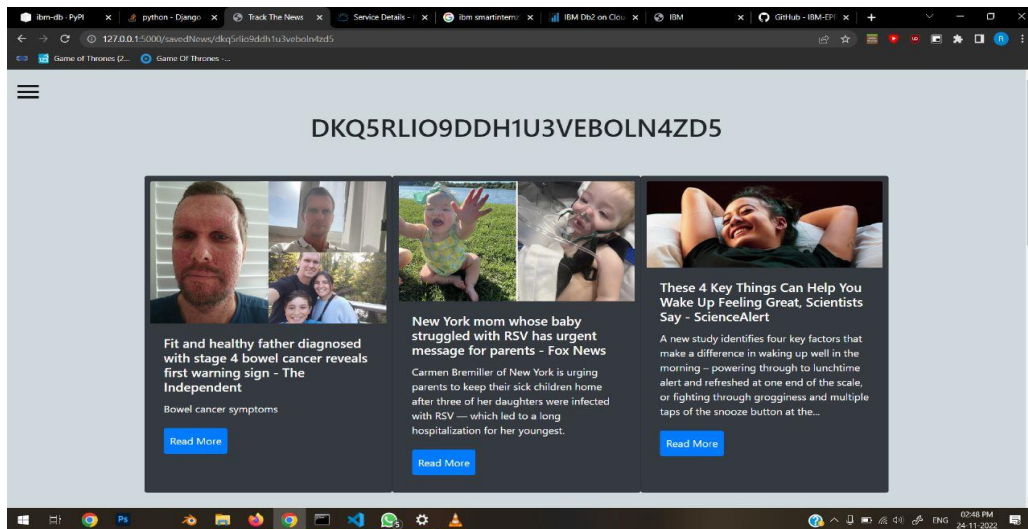 ibm-db · PyPI
python - Django
Track The News
Service Details - I
ibm smartinternz
IBM Db2 on Clou
IBM
GitHub - IBM-EPI
127.0.0.1:5000/savedNews/dkq5rlio9ddh1u3veboln4zd5
Game of Thrones (2...
Game Of Thrones -...
DKQ5RLIO9DDH1U3VEBOLN4ZD5
Fit and healthy father diagnosed
with stage 4 bowel cancer reveals
first warning sign - The
Independent
Bowel cancer symptoms
Read More
New York mom whose baby
struggled with RSV has urgent
message for parents - Fox News
Carmen Bremiller of New York is urging
parents to keep their sick children home
after three of her daughters were infected
with RSV — which led to a long
hospitalization for her youngest.
Read More
These 4 Key Things Can Help You
Wake Up Feeling Great, Scientists
Say - ScienceAlert
A new study identifies four key factors that
make a difference in waking up well in the
morning – powering through to lunchtime
alert and refreshed at one end of the scale,
or fighting through grogginess and multiple
taps of the snooze button at the...
Read More
Ps
ENG
02:48 PM
24-11-2022